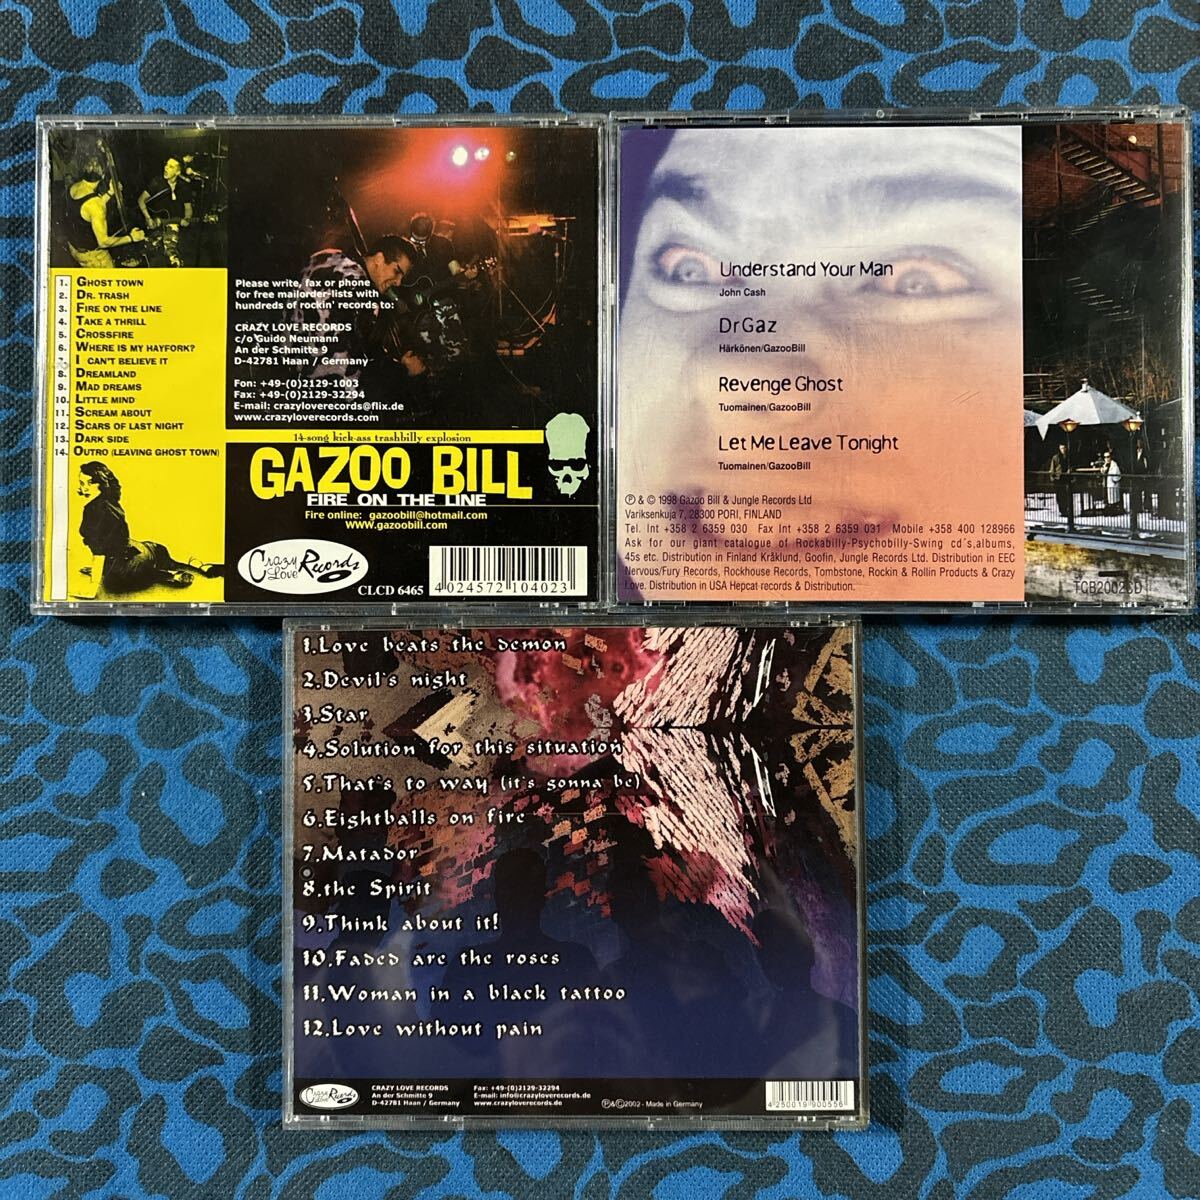 1. Ghost Town
2. Dr. Trash
3. Fire on the Line
4. Take a Thrill
5. Crossfire
6. Where is my Hayfork?
7. I can't believe it
8. Dreamland
9. Mad Dreams
10. Little Mind
11. Scream About
12. Scars of Last Night
13. Dark Side
14. Outro (Leaving Ghost Town)
Please write, fax or phone
for free mailorder-lists with
hundreds of rockin' records to:
CRAZY LOVE RECORDS
c/o Guido Neumann
An der Schmitte 9
D-42781 Haan / Germany
Fon: +49-(0)2129-1003
Fax: +49-(0)2129-32294
E-mail: crazyloverecords@flix.de
www.crazyloverecords.com
14-song kick-ass trashbilly explosion
GAZOO BILL
FIRE ON THE LINE
Fire online: gazoobill@hotmail.com
www.gazoobill.com
Crazy Love Records
CLCD 6465
4 024572 104023
Understand Your Man
John Cash
DrGaz
Härkönen/GazooBill
Revenge Ghost
Tuomainen/GazooBill
Let Me Leave Tonight
Tuomainen/GazooBill
℗ & © 1998 Gazoo Bill & Jungle Records Ltd
Variksenkuja 7, 28300 PORI, FINLAND
Tel. Int +358 2 6359 030 Fax Int +358 2 6359 031 Mobile +358 400 128966
Ask for our giant catalogue of Rockabilly-Psychobilly-Swing cd´s,albums,
45s etc. Distribution in Finland Kråklund, Goofin, Jungle Records Ltd. Distribution in EEC
Nervous/Fury Records, Rockhouse Records, Tombstone, Rockin & Rollin Products & Crazy
Love. Distribution in USA Hepcat records & Distribution.
TCB2002CD
1.Love beats the demon
2.Devil's night
3.Star
4.Solution for this situation
5.That's to way (it's gonna be)
6.Eightballs on fire
7.Matador
8.the Spirit
9.Think about it!
10.Faded are the roses
11.Woman in a black tattoo
12.Love without pain
Crazy Love Records
CRAZY LOVE RECORDS
An der Schmitte 9
D-42781 Haan / Germany
Fax: +49-(0)2129-32294
E-mail: info@crazyloverecords.de
www.crazyloverecords.de
℗&©2002 - Made in Germany
4 250019 900556